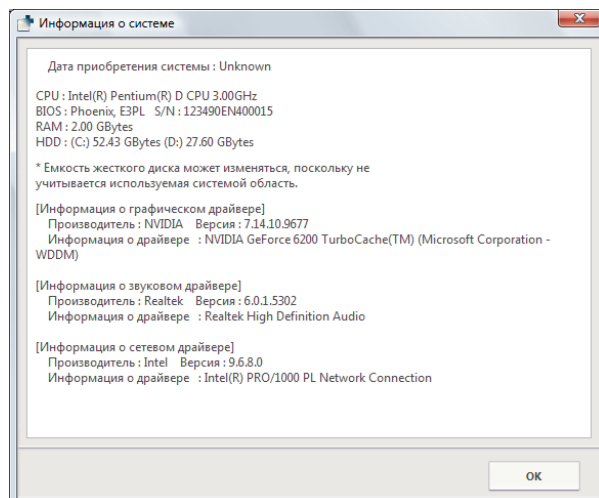 Информация о системе
Дата приобретения системы : Unknown
CPU : Intel(R) Pentium(R) D CPU 3.00GHz
BIOS : Phoenix, E3PL S/N : 123490EN400015
RAM : 2.00 GBytes
HDD : (C:) 52.43 GBytes (D:) 27.60 GBytes
* Емкость жесткого диска может изменяться, поскольку не
учитывается используемая системой область.
[Информация о графическом драйвере]
Производитель : NVIDIA Версия : 7.14.10.9677
Информация о драйвере : NVIDIA GeForce 6200 TurboCache(TM) (Microsoft Corporation -
WDDM)
[Информация о звуковом драйвере]
Производитель : Realtek Версия : 6.0.1.5302
Информация о драйвере : Realtek High Definition Audio
[Информация о сетевом драйвере]
Производитель : Intel Версия : 9.6.8.0
Информация о драйвере : Intel(R) PRO/1000 PL Network Connection
ОК